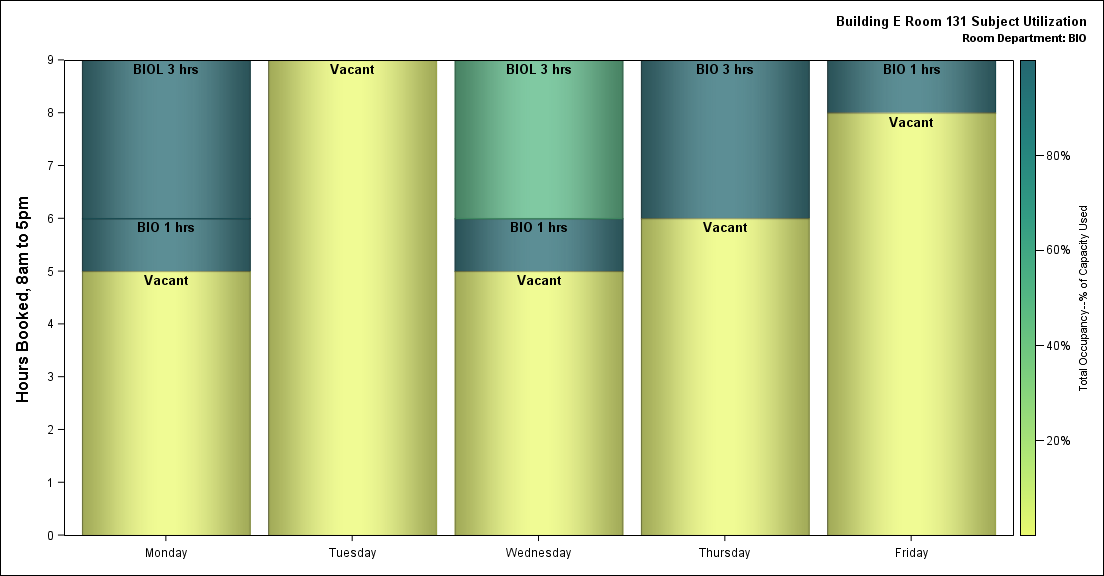 Building E Room 131 Subject Utilization
Room Department: BIO
Hours Booked, 8am to 5pm
9
8
7
6
5
4
3
2
1
0
BIOL 3 hrs
BIO 1 hrs
Vacant
Vacant
BIOL 3 hrs
BIO 1 hrs
Vacant
BIO 3 hrs
Vacant
BIO 1 hrs
Vacant
Monday
Tuesday
Wednesday
Thursday
Friday
80%
60%
40%
20%
Total Occupancy--% of Capacity Used